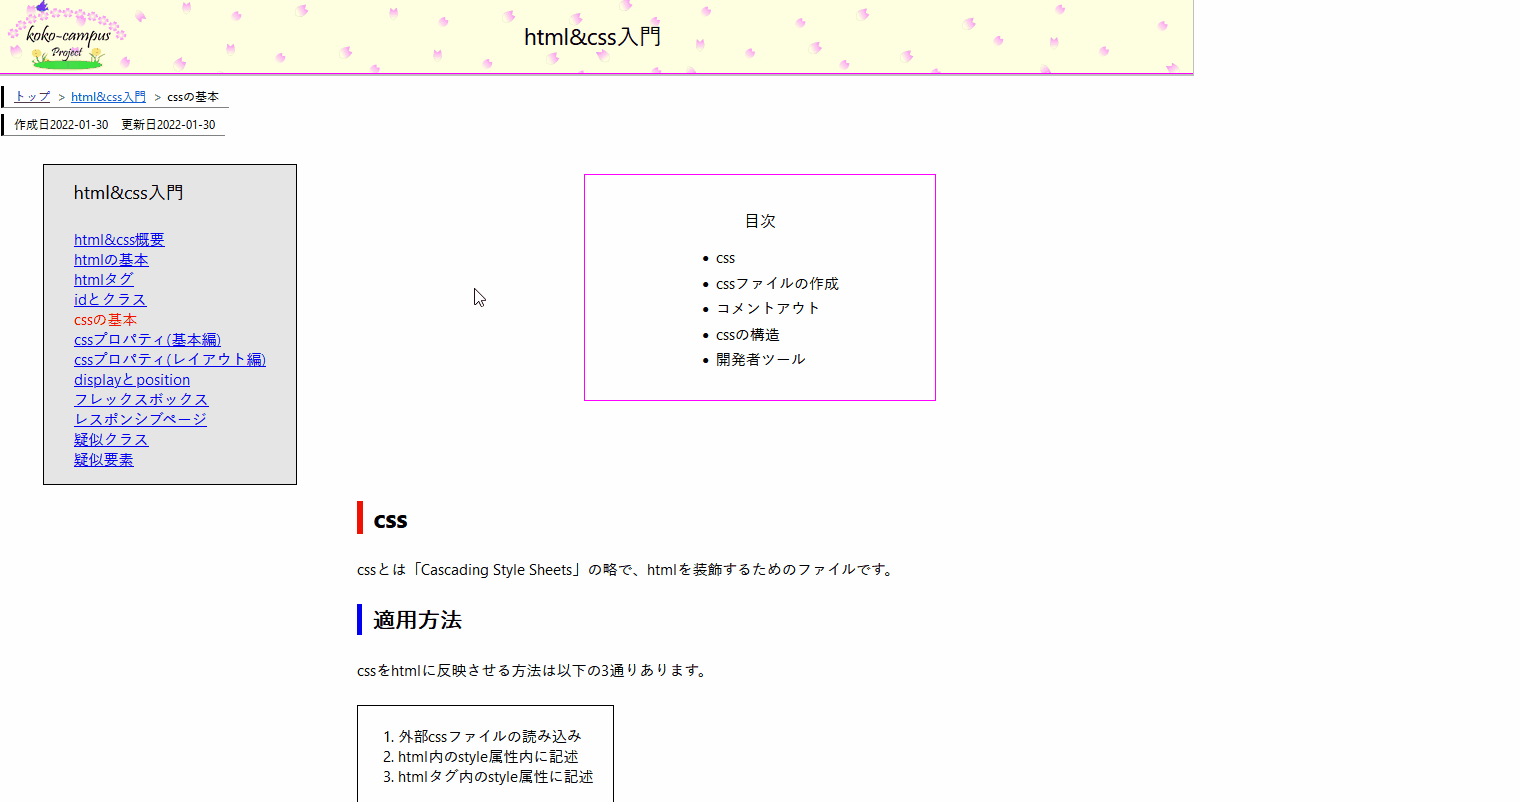 koko-campus
Project
html&css入門
トップ > html&css入門 > cssの基本
作成日2022-01-30 更新日2022-01-30
html&css入門
html&css概要
htmlの基本
htmlタグ
idとクラス
cssの基本
cssプロパティ(基本編)
cssプロパティ(レイアウト編)
displayとposition
フレックスボックス
レスポンシブページ
疑似クラス
疑似要素
目次
• css
• cssファイルの作成
• コメントアウト
• cssの構造
• 開発者ツール
css
cssとは「Cascading Style Sheets」の略で、htmlを装飾するためのファイルです。
適用方法
cssをhtmlに反映させる方法は以下の3通りあります。
1. 外部cssファイルの読み込み
2. html内のstyle属性内に記述
3. htmlタグ内のstyle属性に記述